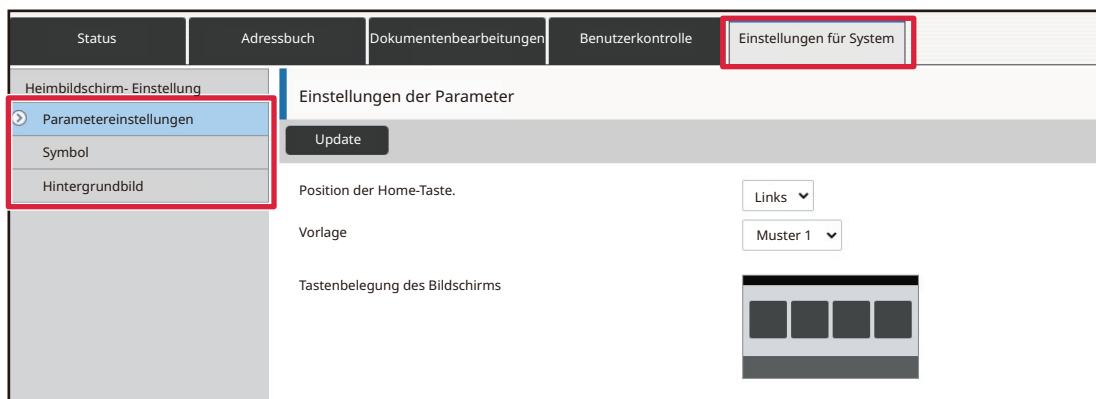 Status
Adressbuch
Dokumentenbearbeitungen
Benutzerkontrolle
Einstellungen für System
Heimbildschirm- Einstellung
Parametereinstellungen
Symbol
Hintergrundbild
Einstellungen der Parameter
Update
Position der Home-Taste.
Links
Vorlage
Muster 1
Tastenbelegung des Bildschirms